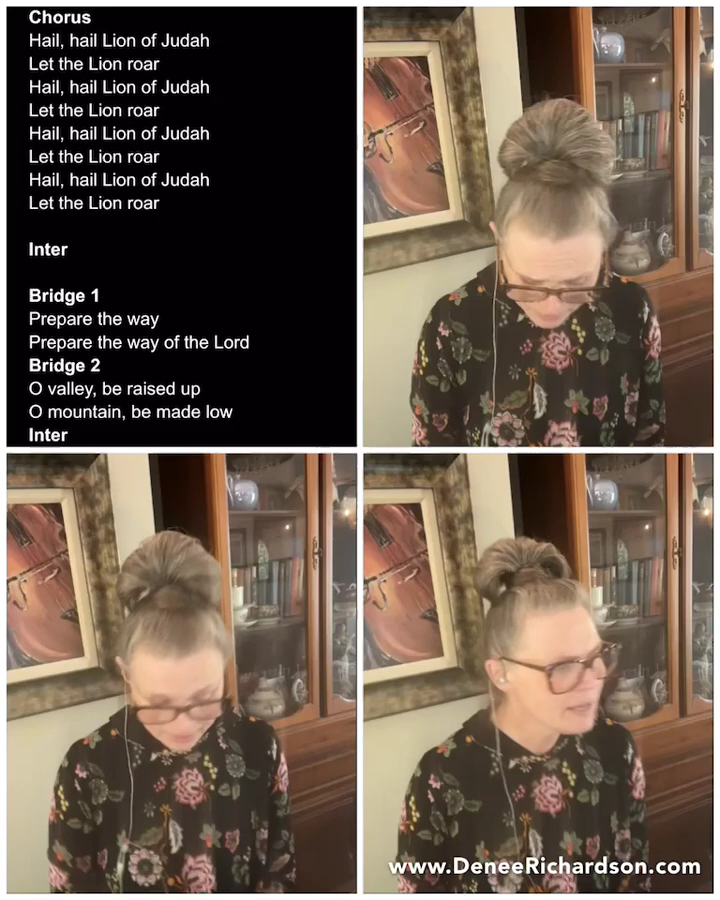 Chorus
Hail, hail Lion of Judah
Let the Lion roar
Hail, hail Lion of Judah
Let the Lion roar
Hail, hail Lion of Judah
Let the Lion roar
Hail, hail Lion of Judah
Let the Lion roar
Inter
Bridge 1
Prepare the way
Prepare the way of the Lord
Bridge 2
O valley, be raised up
O mountain, be made low
Inter
www.DeneeRichardson.com